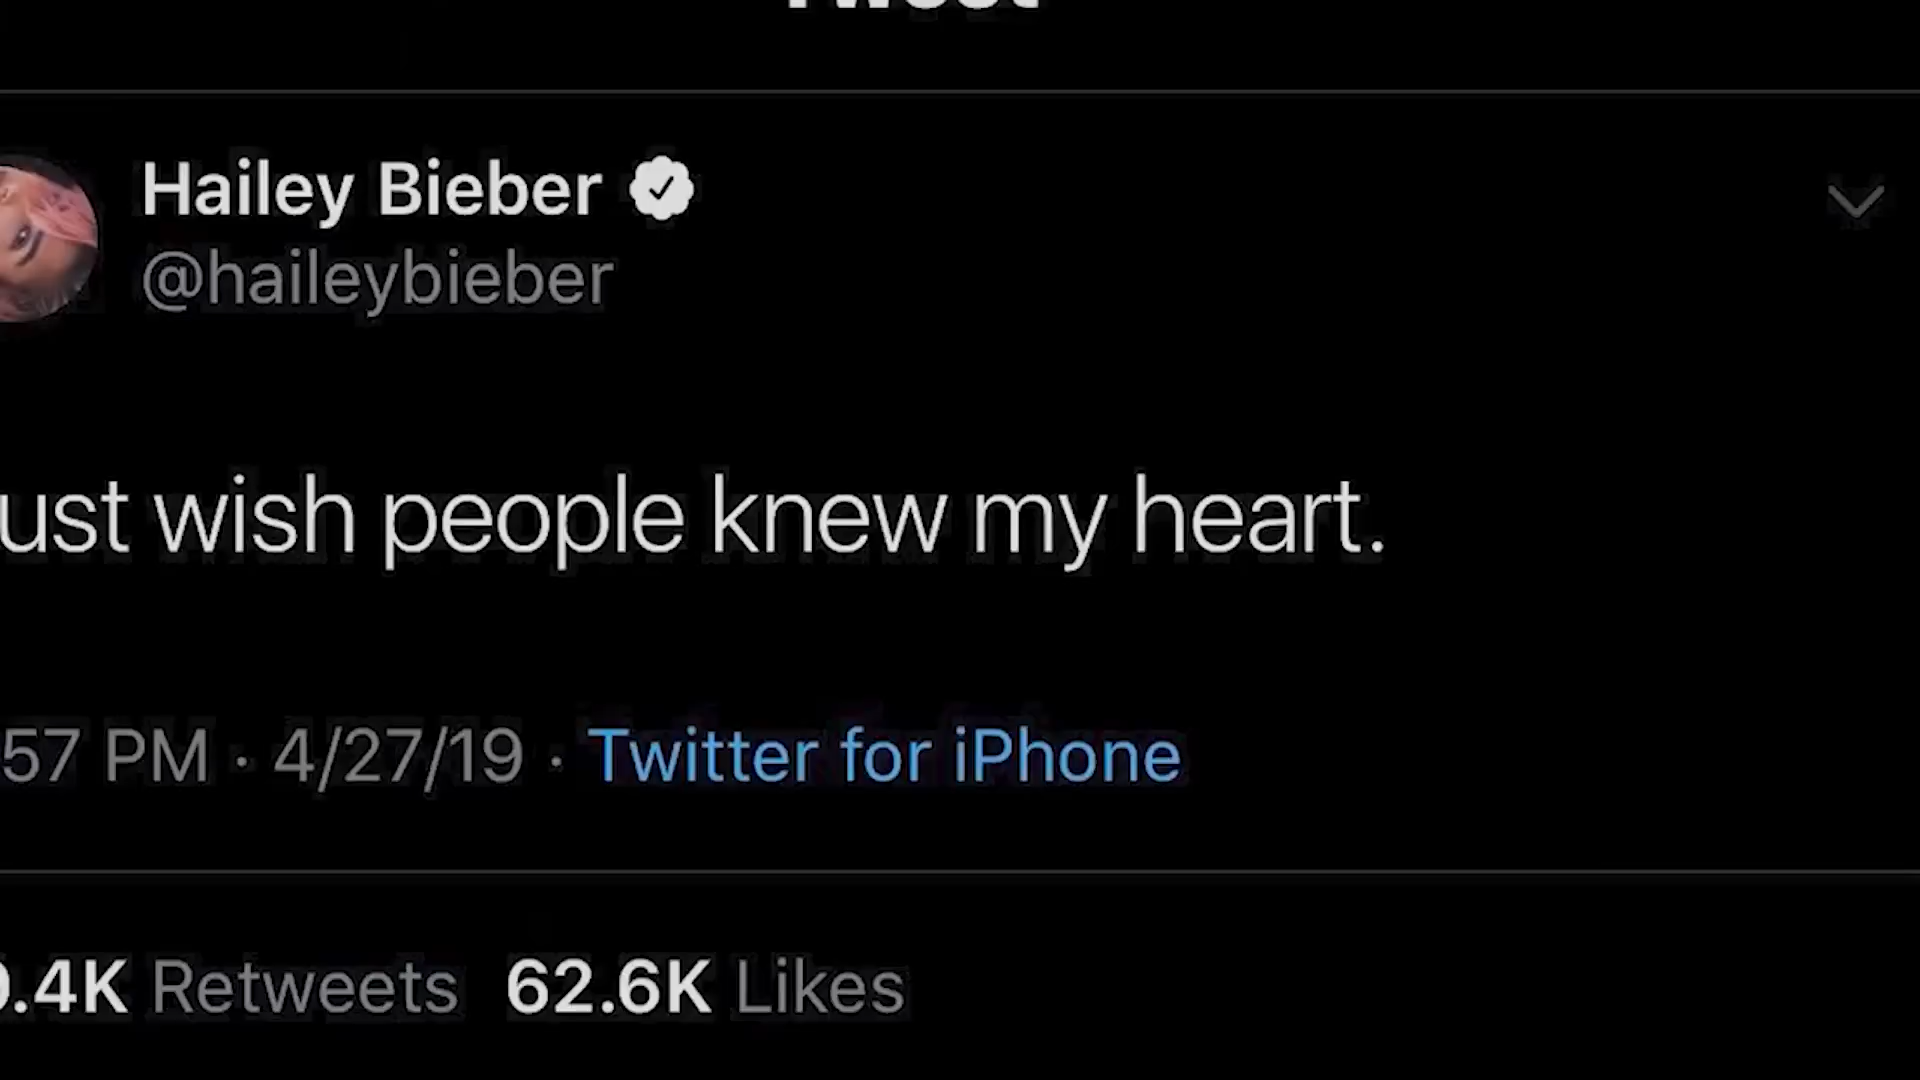 Tweet
Hailey Bieber
@haileybieber
ust wish people knew my heart.
57 PM · 4/27/19 · Twitter for iPhone
.4K Retweets 62.6K Likes